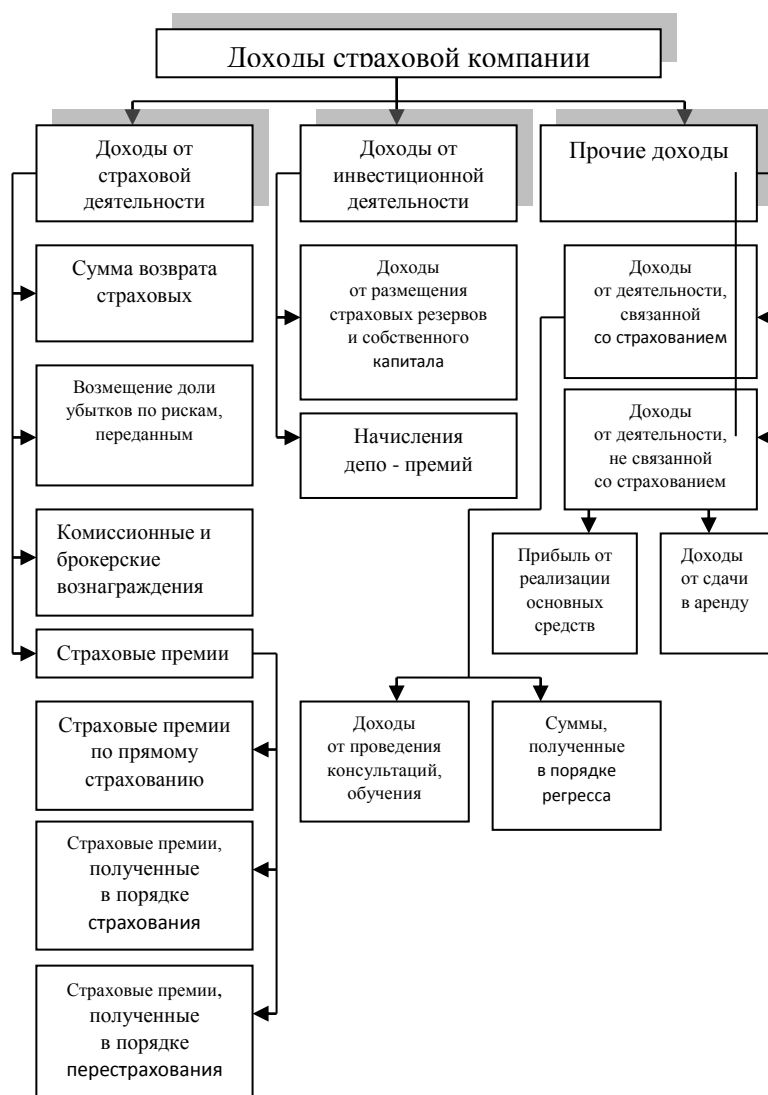 Доходы страховой компании
Доходы от
страховой
деятельности
Доходы от
инвестиционной
деятельности
Прочие доходы
Сумма возврата
страховых
Возмещение доли
убытков по рискам,
переданным
Комиссионные и
брокерские
вознаграждения
Страховые премии
Страховые премии
по прямому
страхованию
Страховые премии,
полученные
в порядке
страхования
Страховые премии,
полученные
в порядке
перестрахования
Доходы
от размещения
страховых резервов
и собственного
капитала
Начисления
депо - премий
Доходы
от деятельности,
связанной
со страхованием
Доходы
от деятельности,
не связанной
со страхованием
Прибыль от
реализации
основных
средств
Доходы
от сдачи
в аренду
Доходы
от проведения
консультаций,
обучения
Суммы,
полученные
в порядке
регресса